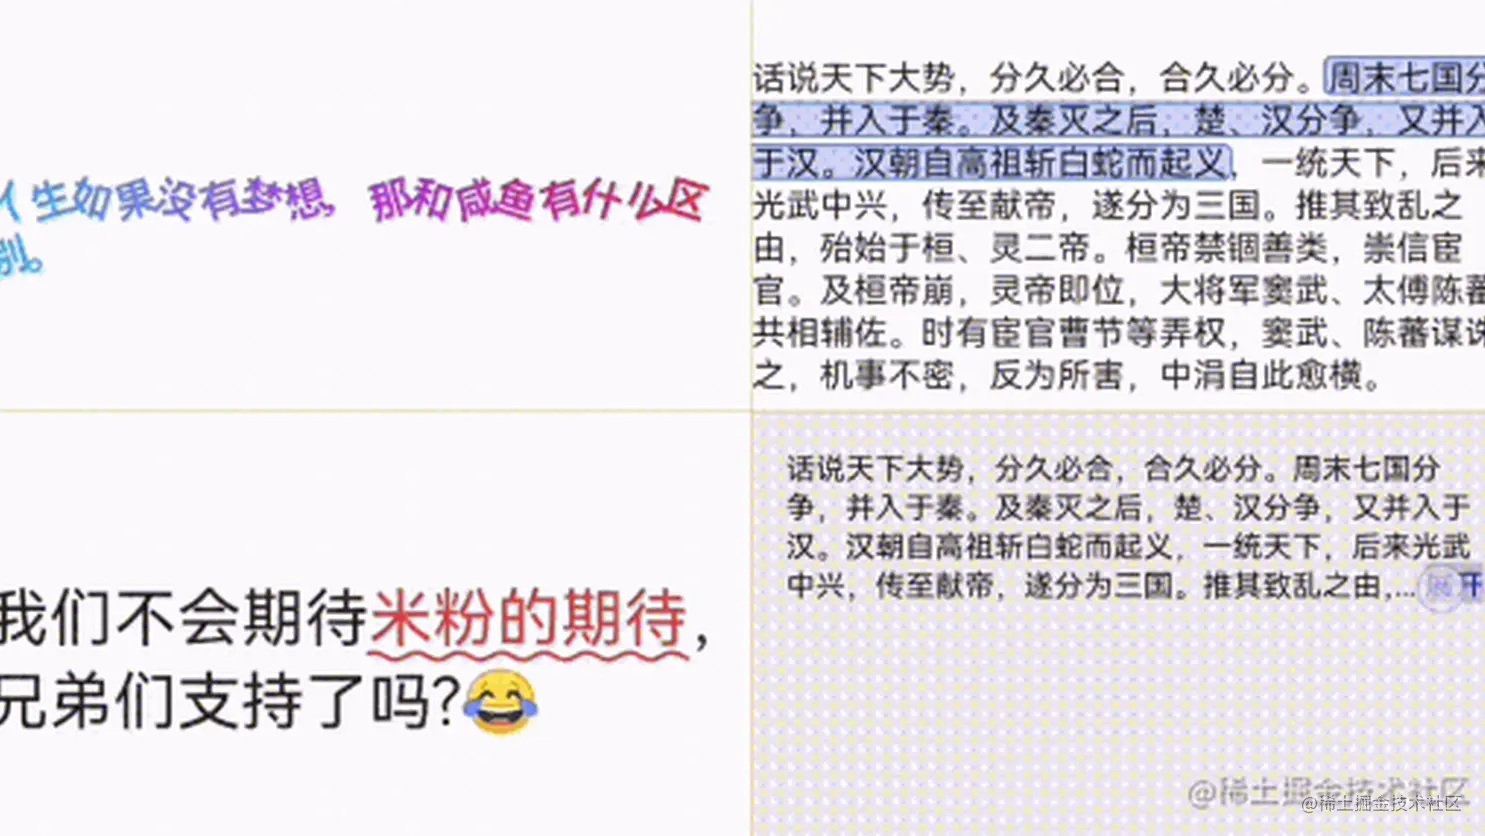 人生如果没有梦想，那和咸鱼有什么区
别。
话说天下大势，分久必合，合久必分。周末七国分
争，并入于秦。及秦灭之后，楚、汉分争，又并入
于汉。汉朝自高祖斩白蛇而起义，一统天下，后来
光武中兴，传至献帝，遂分为三国。推其致乱之
由，殆始于桓、灵二帝。桓帝禁锢善类，崇信宦
官。及桓帝崩，灵帝即位，大将军窦武、太傅陈蕃
共相辅佐。时有宦官曹节等弄权，窦武、陈蕃谋诛
之，机事不密，反为所害，中涓自此愈横。
我们不会期待米粉的期待，
兄弟们支持了吗?😂
话说天下大势，分久必合，合久必分。周末七国分
争，并入于秦。及秦灭之后，楚、汉分争，又并入于
汉。汉朝自高祖斩白蛇而起义，一统天下，后来光武
中兴，传至献帝，遂分为三国。推其致乱之由,...展开
@稀土掘金技术社区
@稀土掘金技术社区